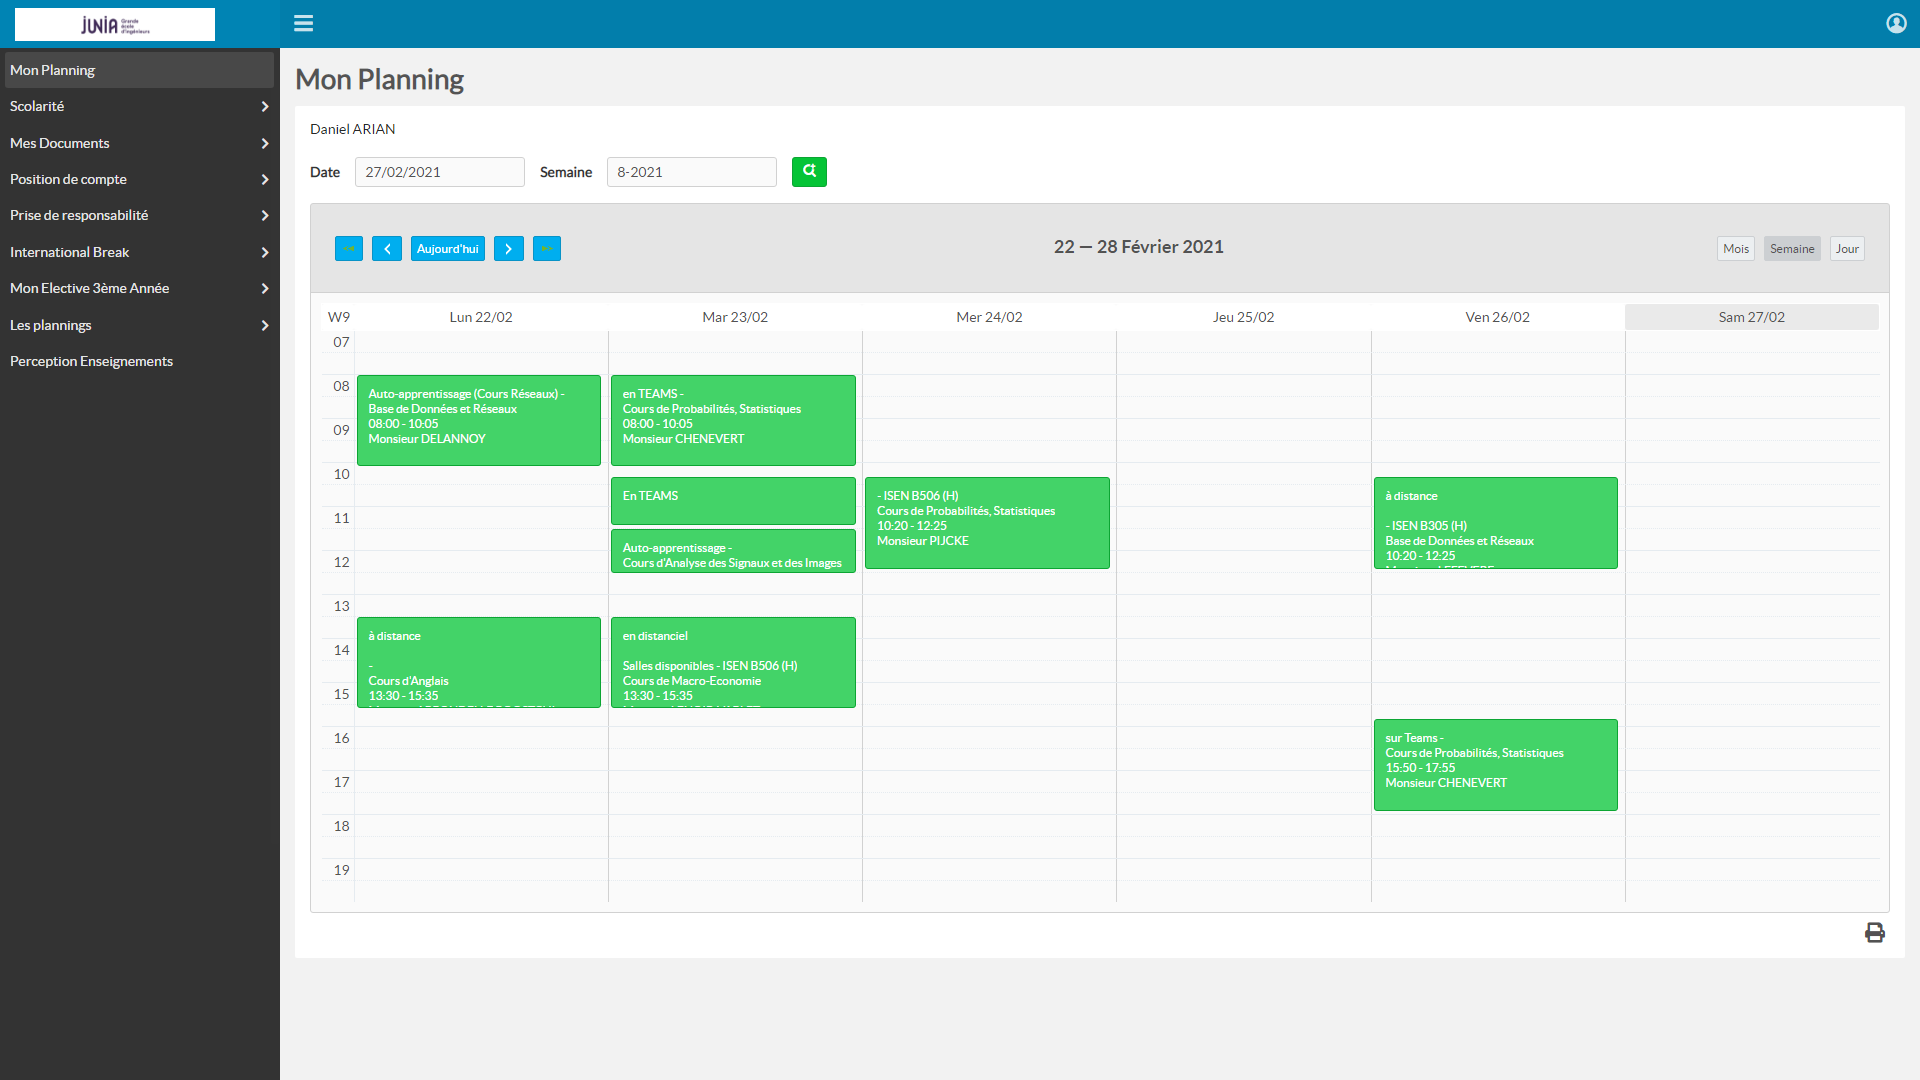 JUNIA Grande école d'ingénieurs
Mon Planning
Scolarité
Mes Documents
Position de compte
Prise de responsabilité
International Break
Mon Elective 3ème Année
Les plannings
Perception Enseignements
Mon Planning
Daniel ARIAN
Date 27/02/2021 Semaine 8-2021
Aujourd'hui
22 — 28 Février 2021
Mois Semaine Jour
W9 Lun 22/02 Mar 23/02 Mer 24/02 Jeu 25/02 Ven 26/02 Sam 27/02
07
08
09
10
11
12
13
14
15
16
17
18
19
Auto-apprentissage (Cours Réseaux) -
Base de Données et Réseaux
08:00 - 10:05
Monsieur DELANNOY
à distance
-
Cours d'Anglais
13:30 - 15:35
en TEAMS -
Cours de Probabilités, Statistiques
08:00 - 10:05
Monsieur CHENEVERT
En TEAMS
Auto-apprentissage -
Cours d'Analyse des Signaux et des Images
en distanciel
Salles disponibles - ISEN B506 (H)
Cours de Macro-Economie
13:30 - 15:35
- ISEN B506 (H)
Cours de Probabilités, Statistiques
10:20 - 12:25
Monsieur PIJCKE
à distance
- ISEN B305 (H)
Base de Données et Réseaux
10:20 - 12:25
sur Teams -
Cours de Probabilités, Statistiques
15:50 - 17:55
Monsieur CHENEVERT